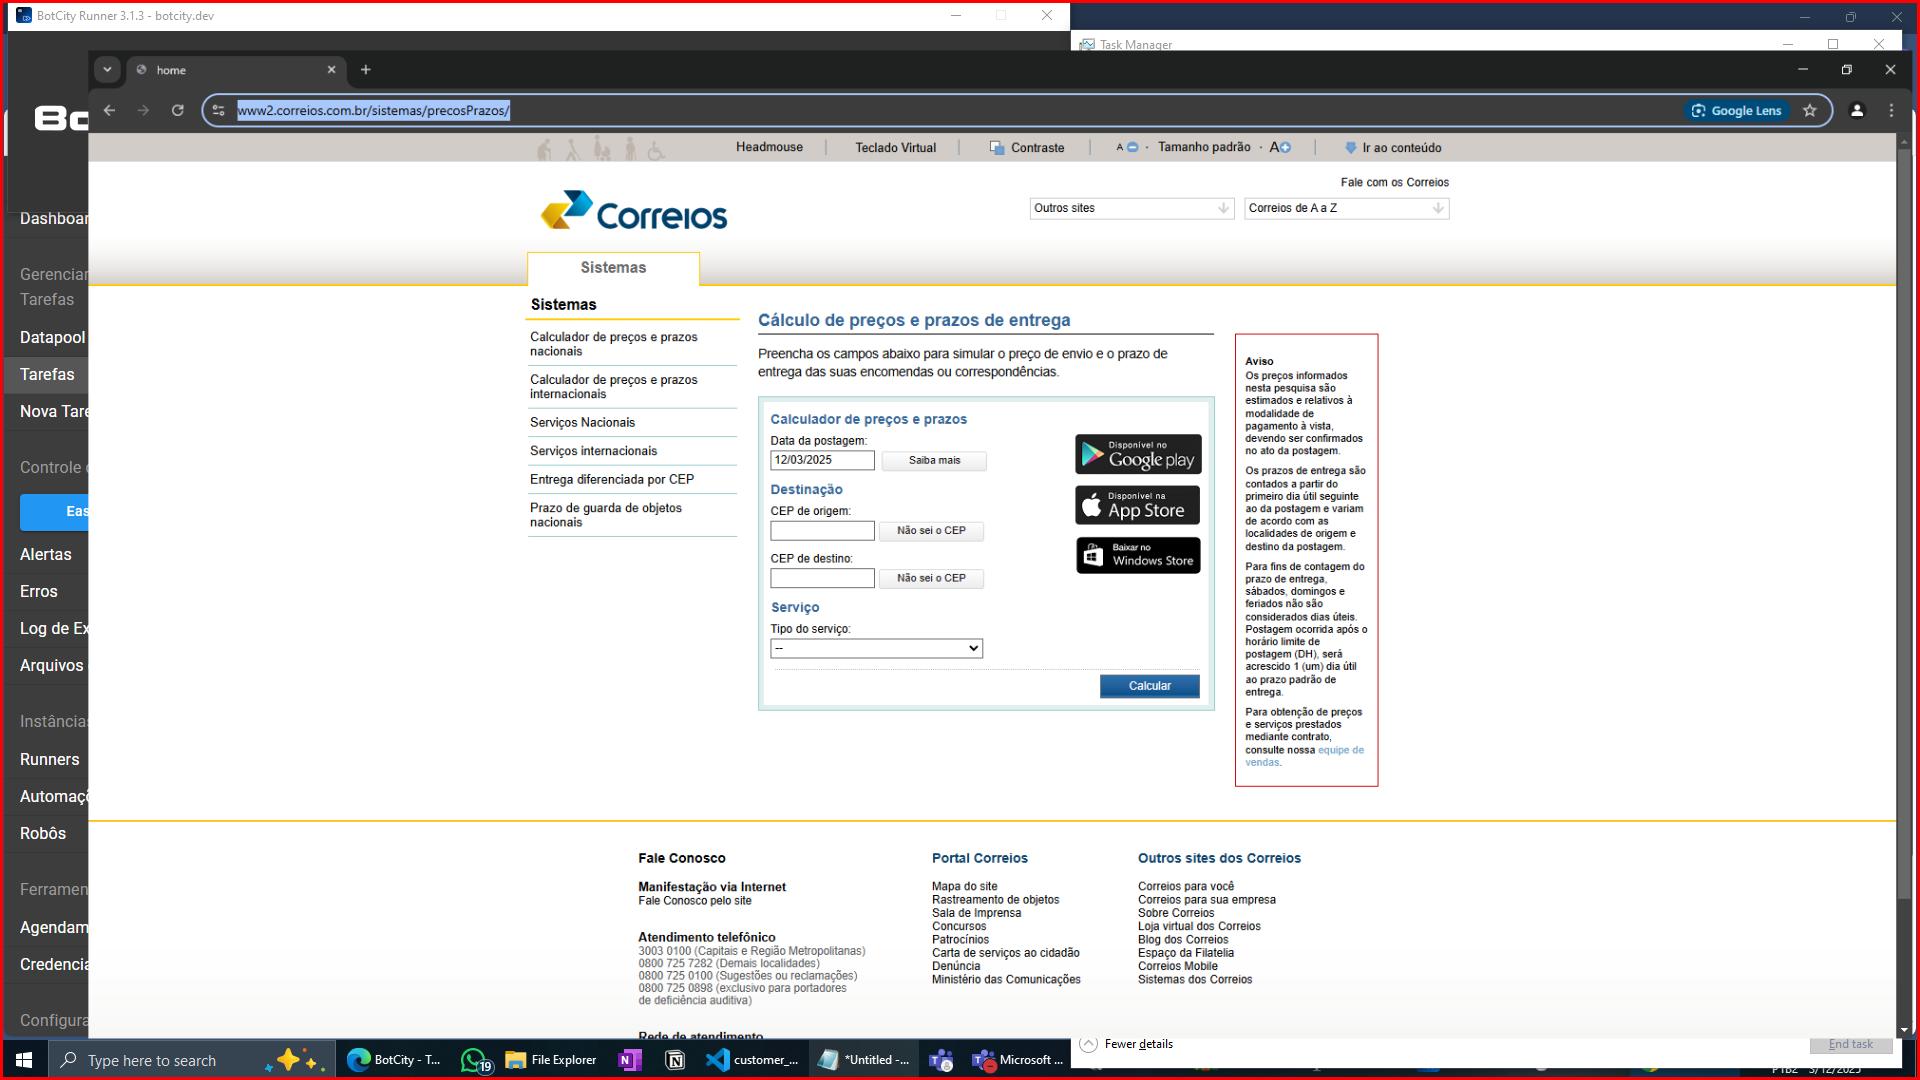 BotCity Runner 3.1.3 - botcity.dev
Task Manager
home
www2.correios.com.br/sistemas/precosPrazos/
Google Lens
Headmouse
Teclado Virtual
Contraste
A
Tamanho padrão
A
Ir ao conteúdo
Fale com os Correios
Outros sites
Correios de A a Z
Correios
Sistemas
Dashboar
Gerenciar
Tarefas
Datapool
Tarefas
Nova Tare
Controle
Eas
Alertas
Erros
Log de Ex
Arquivos
Instâncias
Runners
Automaçõ
Robôs
Ferramen
Agendam
Credencia
Configura
Sistemas
Calculador de preços e prazos
nacionais
Calculador de preços e prazos
internacionais
Serviços Nacionais
Serviços internacionais
Entrega diferenciada por CEP
Prazo de guarda de objetos
nacionais
Cálculo de preços e prazos de entrega
Preencha os campos abaixo para simular o preço de envio e o prazo de
entrega das suas encomendas ou correspondências.
Calculador de preços e prazos
Data da postagem:
12/03/2025
Saiba mais
Destinação
CEP de origem:
Não sei o CEP
CEP de destino:
Não sei o CEP
Serviço
Tipo do serviço:
--
Calcular
Disponível no
Google play
Disponível na
App Store
Baixar no
Windows Store
Aviso
Os preços informados
nesta pesquisa são
estimados e relativos à
modalidade de
pagamento à vista,
devendo ser confirmados
no ato da postagem.
Os prazos de entrega são
contados a partir do
primeiro dia útil seguinte
ao da postagem e variam
de acordo com as
localidades de origem e
destino da postagem.
Para fins de contagem do
prazo de entrega,
sábados, domingos e
feriados não são
considerados dias úteis.
Postagem ocorrida após o
horário limite de
postagem (DH), será
acrescido 1 (um) dia útil
ao prazo padrão de
entrega.
Para obtenção de preços
e serviços prestados
mediante contrato,
consulte nossa equipe de
vendas.
Fale Conosco
Manifestação via Internet
Fale Conosco pelo site
Atendimento telefônico
3003 0100 (Capitais e Região Metropolitanas)
0800 725 7282 (Demais localidades)
0800 725 0100 (Sugestões ou reclamações)
0800 725 0898 (exclusivo para portadores
de deficiência auditiva)
Rede de atendimento
Portal Correios
Mapa do site
Rastreamento de objetos
Sala de Imprensa
Concursos
Patrocínios
Carta de serviços ao cidadão
Denúncia
Ministério das Comunicações
Outros sites dos Correios
Correios para você
Correios para sua empresa
Sobre Correios
Loja virtual dos Correios
Blog dos Correios
Espaço da Filatelia
Correios Mobile
Sistemas dos Correios
Fewer details
End task
Type here to search
BotCity - T...
19
File Explorer
customer_...
*Untitled -...
Microsoft ...
PTB2
3/12/2025